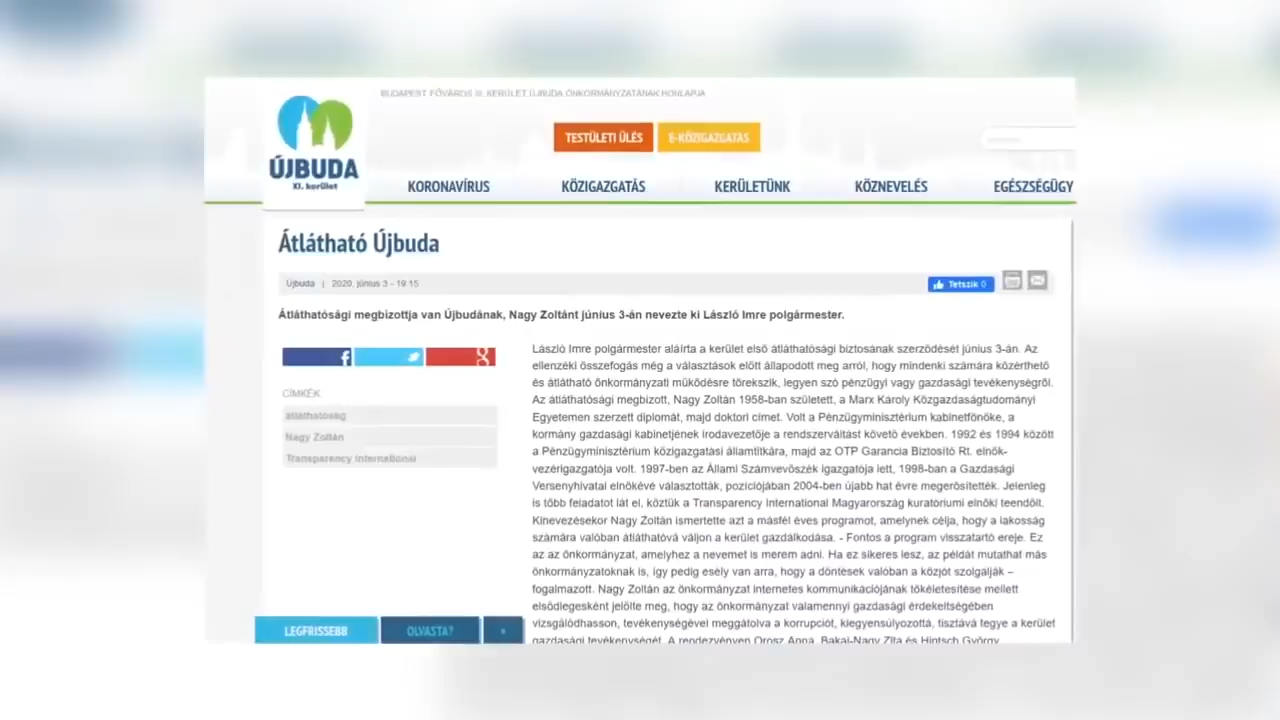 BUDAPEST FŐVÁROS XI. KERÜLET ÚJBUDA ÖNKORMÁNYZATÁNAK HONLAPJA
ÚJBUDA
XI. kerület
TESTÜLETI ÜLÉS
E-KÖZIGAZGATÁS
KORONAVÍRUS
KÖZIGAZGATÁS
KERÜLETÜNK
KÖZNEVELÉS
EGÉSZSÉGÜGY
Átlátható Újbuda
Újbuda | 2020. június 3 - 19:15
Tetszik 0
Átláthatósági megbízottja van Újbudának, Nagy Zoltánt június 3-án nevezte ki László Imre polgármester.
CÍMKÉK
átláthatóság
Nagy Zoltán
Transparency International
László Imre polgármester aláírta a kerület első átláthatósági biztosának szerződését június 3-án. Az
ellenzéki összefogás még a választások előtt állapodott meg arról, hogy mindenki számára közérthető
és átlátható önkormányzati működésre törekszik, legyen szó pénzügyi vagy gazdasági tevékenységről.
Az átláthatósági megbízott, Nagy Zoltán 1958-ban született, a Marx Károly Közgazdaságtudományi
Egyetemen szerzett diplomát, majd doktori címet. Volt a Pénzügyminisztérium kabinetfőnöke, a
kormány gazdasági kabinetjének irodavezetője a rendszerváltást követő években. 1992 és 1994 között
a Pénzügyminisztérium közigazgatási államtitkára, majd az OTP Garancia Biztosító Rt. elnök-
vezérigazgatója volt. 1997-ben az Állami Számvevőszék igazgatója lett, 1998-ban a Gazdasági
Versenyhivatal elnökévé választották, pozíciójában 2004-ben újabb hat évre megerősítették. Jelenleg
is több feladatot lát el, köztük a Transparency International Magyarország kuratóriumi elnöki teendőit.
Kinevezésekor Nagy Zoltán ismertette azt a másfél éves programot, amelynek célja, hogy a lakosság
számára valóban átláthatóvá váljon a kerület gazdálkodása. - Fontos a program visszatartó ereje. Ez
az az önkormányzat, amelyhez a nevemet is merem adni. Ha ez sikeres lesz, az példát mutathat más
önkormányzatoknak is, így pedig esély van arra, hogy a döntések valóban a közjót szolgálják –
fogalmazott. Nagy Zoltán az önkormányzat internetes kommunikációjának tökéletesítése mellett
elsődlegesként jelölte meg, hogy az önkormányzat valamennyi gazdasági érdekeltségében
vizsgálódhasson, tevékenységével meggátolva a korrupciót, kiegyensúlyozottá, tisztává tegye a kerület
gazdasági tevékenységét. A rendezvényen Orosz Anna, Bakai-Nagy Zita és Hintsch György
LEGFRISSEBB
OLVASTA?